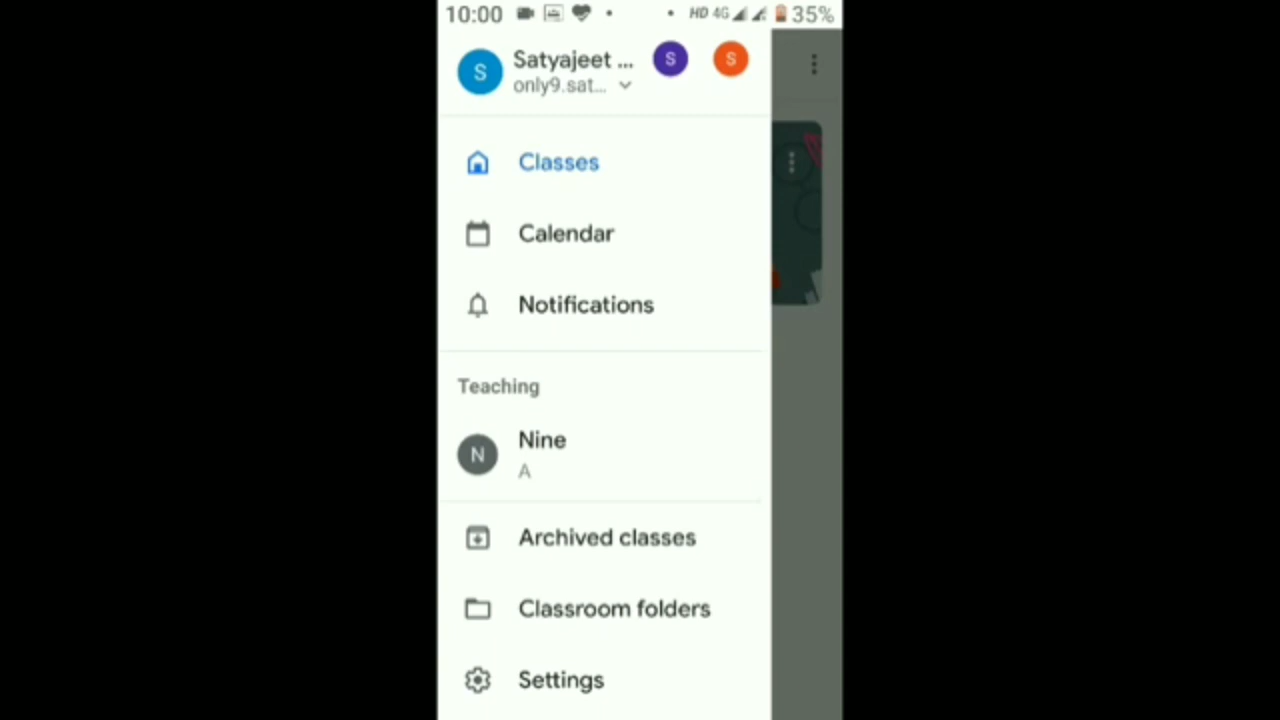 10:00 HD 4G 35%
Satyajeet ... S S
S
only9.sat...
Classes
Calendar
Notifications
Teaching
Nine
N
A
Archived classes
Classroom folders
Settings